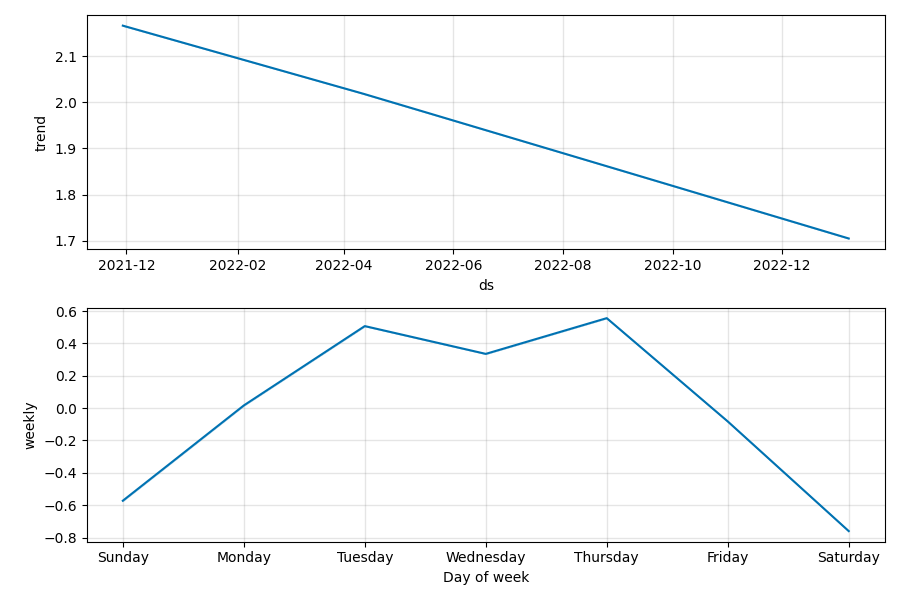 trend
2.1
2.0
1.9
1.8
1.7
2021-12 2022-02 2022-04 2022-06 2022-08 2022-10 2022-12
ds
weekly
0.6
0.4
0.2
0.0
−0.2
−0.4
−0.6
−0.8
Sunday Monday Tuesday Wednesday Thursday Friday Saturday
Day of week